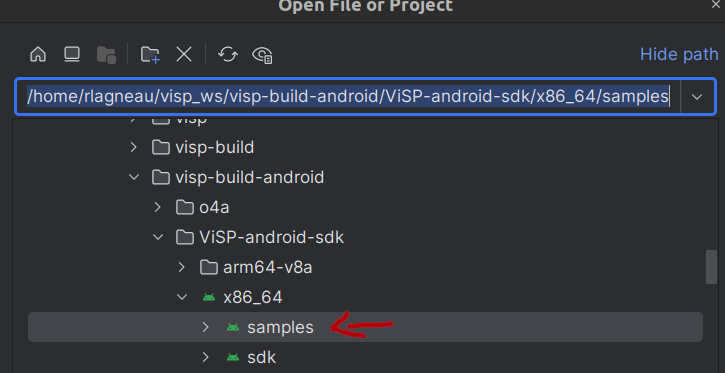 Open File or Project
Hide path
/home/rlagneau/visp_ws/visp-build-android/ViSP-android-sdk/x86_64/samples
visp
visp-build
visp-build-android
o4a
ViSP-android-sdk
arm64-v8a
x86_64
samples
sdk